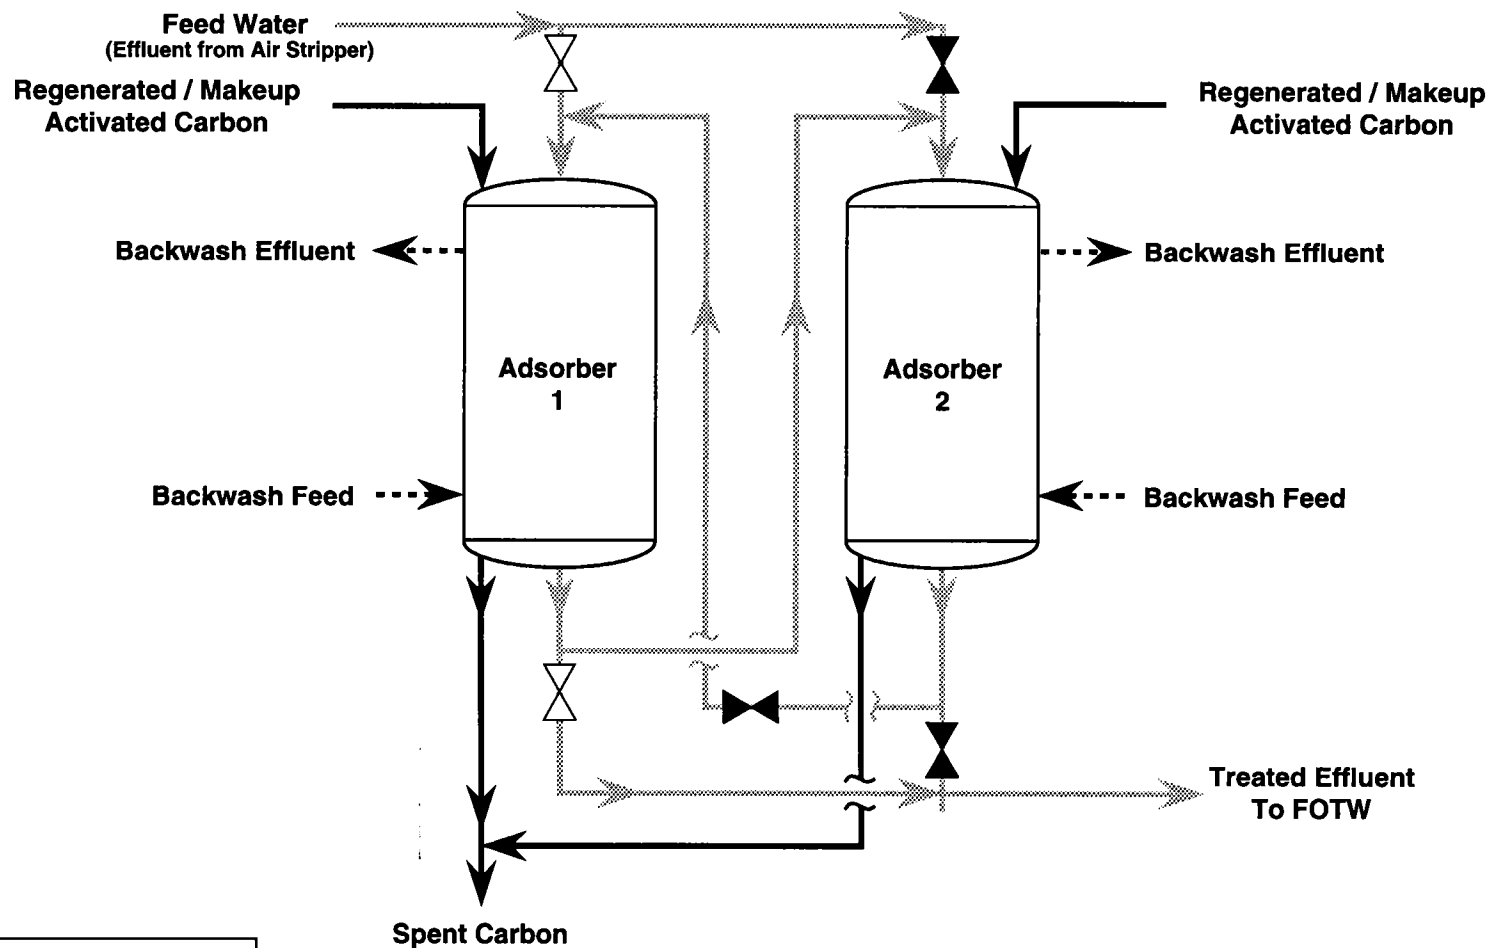 Feed Water
(Effluent from Air Stripper)
Regenerated / Makeup
Activated Carbon
Regenerated / Makeup
Activated Carbon
Backwash Effluent
Backwash Effluent
Adsorber
1
Adsorber
2
Backwash Feed
Backwash Feed
Treated Effluent
To FOTW
Spent Carbon